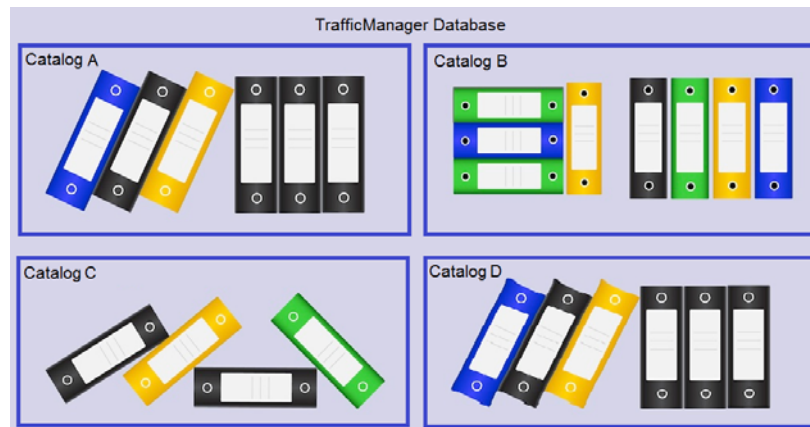 TrafficManager Database
Catalog A
Catalog B
Catalog C
Catalog D